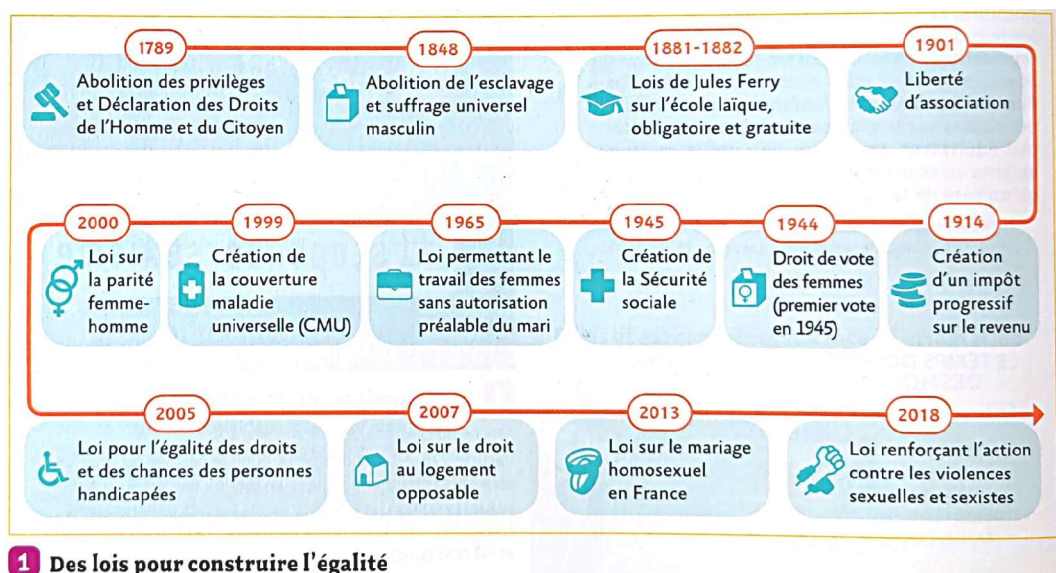 1789
Abolition des privilèges
et Déclaration des Droits
de l'Homme et du Citoyen
1848
Abolition de l'esclavage
et suffrage universel
masculin
1881-1882
Lois de Jules Ferry
sur l'école laïque,
obligatoire et gratuite
1901
Liberté
d'association
1914
Création
d'un impôt
progressif
sur le revenu
1944
Droit de vote
des femmes
(premier vote
en 1945)
1945
Création de
la Sécurité
sociale
1965
Loi permettant le
travail des femmes
sans autorisation
préalable du mari
1999
Création de
la couverture
maladie
universelle (CMU)
2000
Loi sur
la parité
femme-
homme
2005
Loi pour l'égalité des droits
et des chances des personnes
handicapées
2007
Loi sur le droit
au logement
opposable
2013
Loi sur le mariage
homosexuel
en France
2018
Loi renforçant l'action
contre les violences
sexuelles et sexistes
1 Des lois pour construire l'égalité